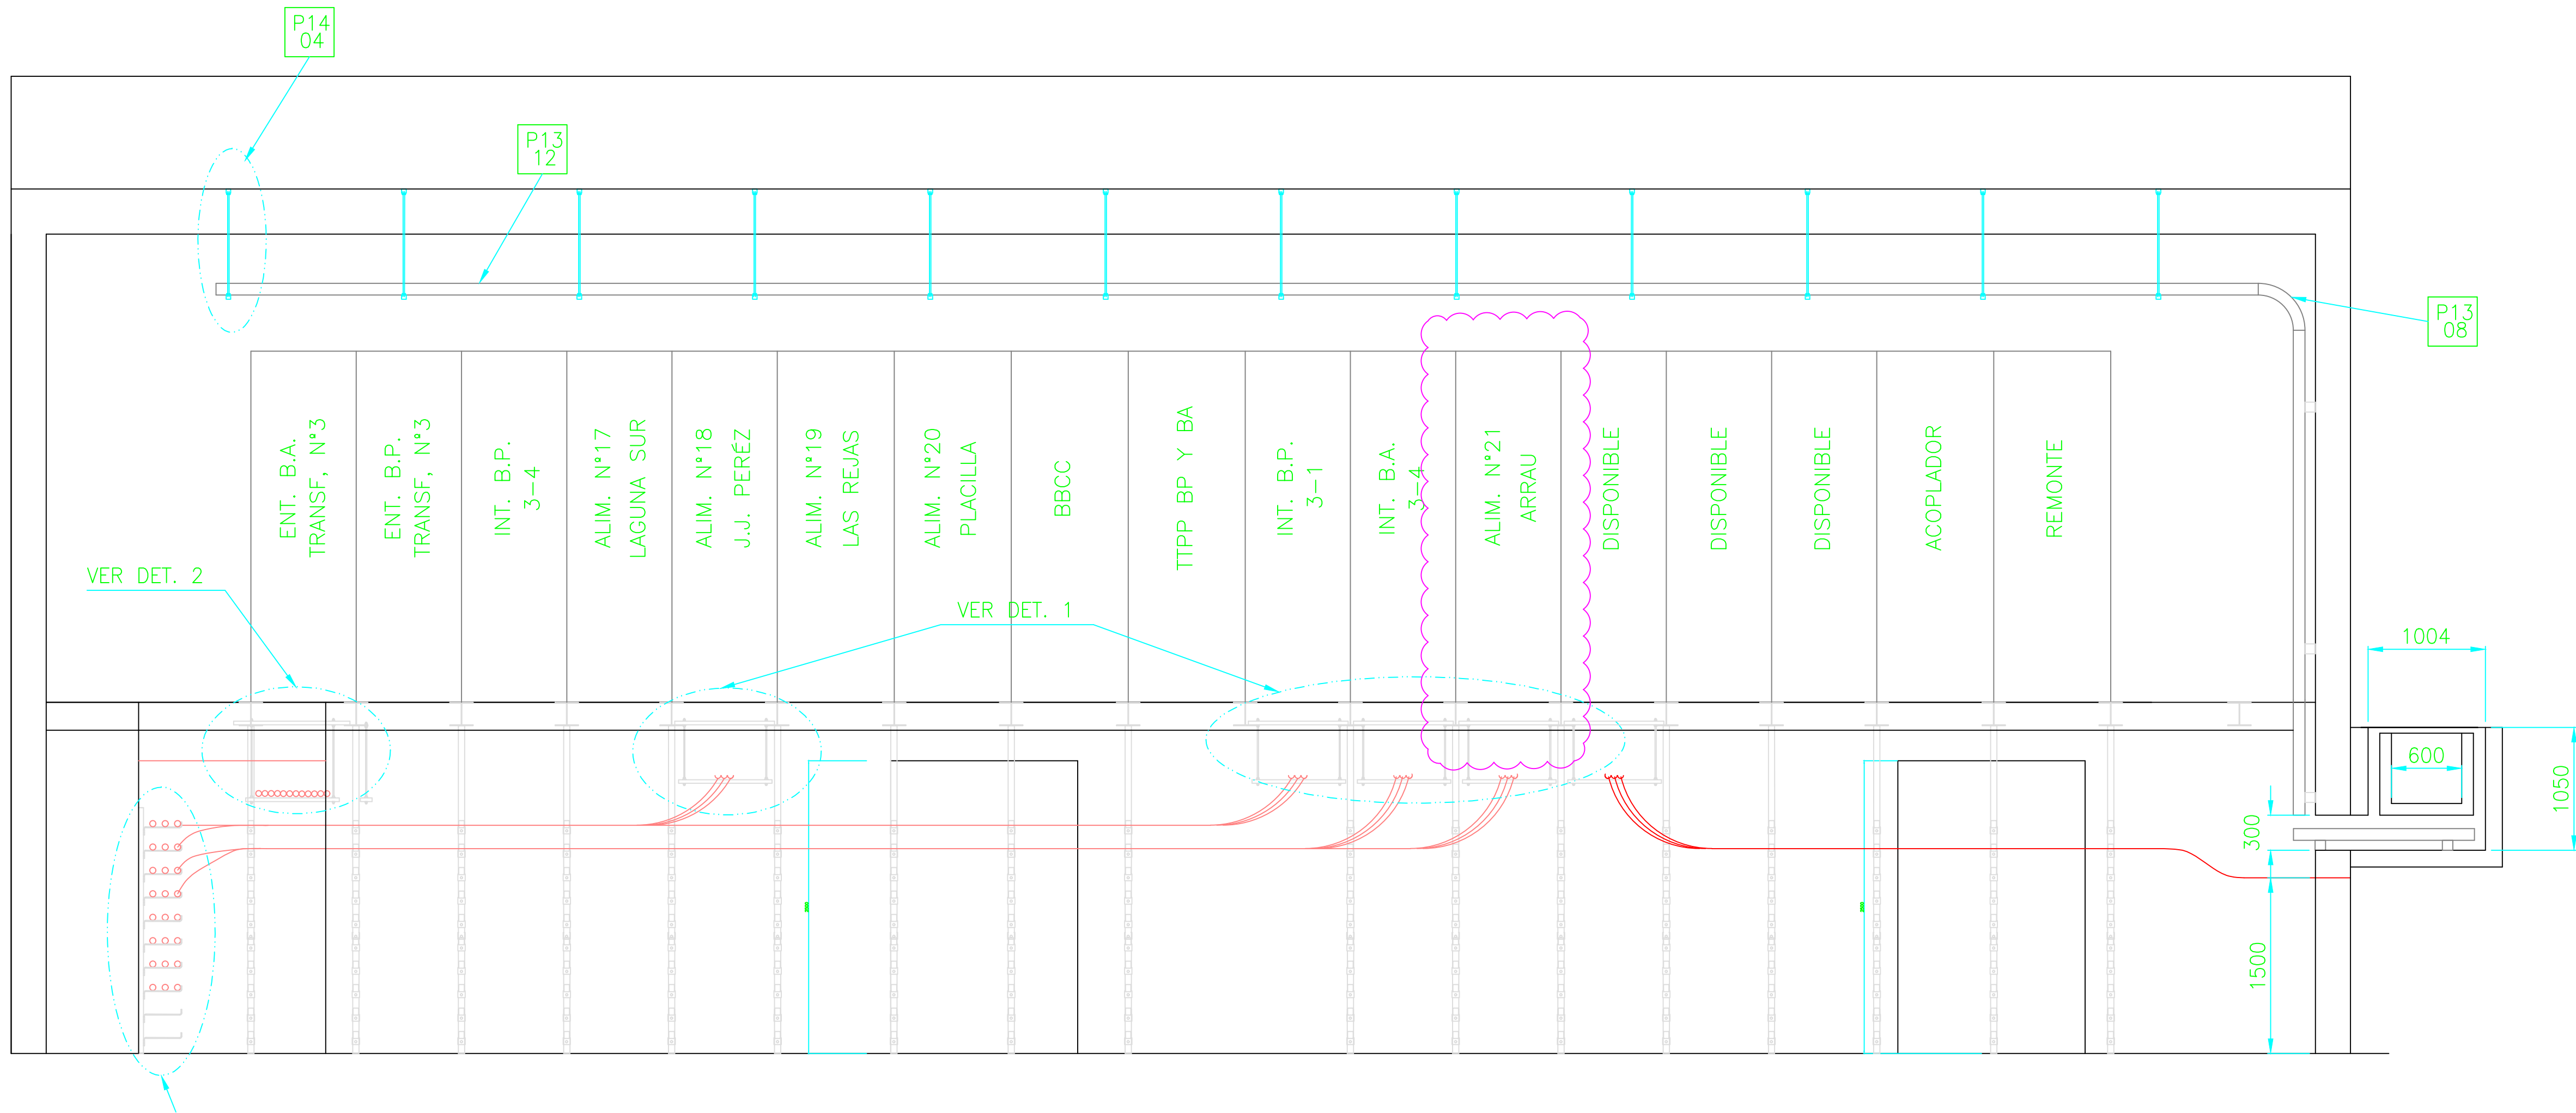 P14
04
P13
12
P13
08
ENT. B.A.
TRANSF, N°3
ENT. B.P.
TRANSF, N°3
INT. B.P.
3-4
ALIM. N°17
LAGUNA SUR
ALIM. N°18
J.J. PERÉZ
ALIM. N°19
LAS REJAS
ALIM. N°20
PLACILLA
BBCC
TTPP BP Y BA
INT. B.P.
3-1
INT. B.A.
3-4
ALIM. N°21
ARRAU
DISPONIBLE
DISPONIBLE
DISPONIBLE
ACOPLADOR
REMONTE
VER DET. 2
VER DET. 1
1004
600
1050
300
1500